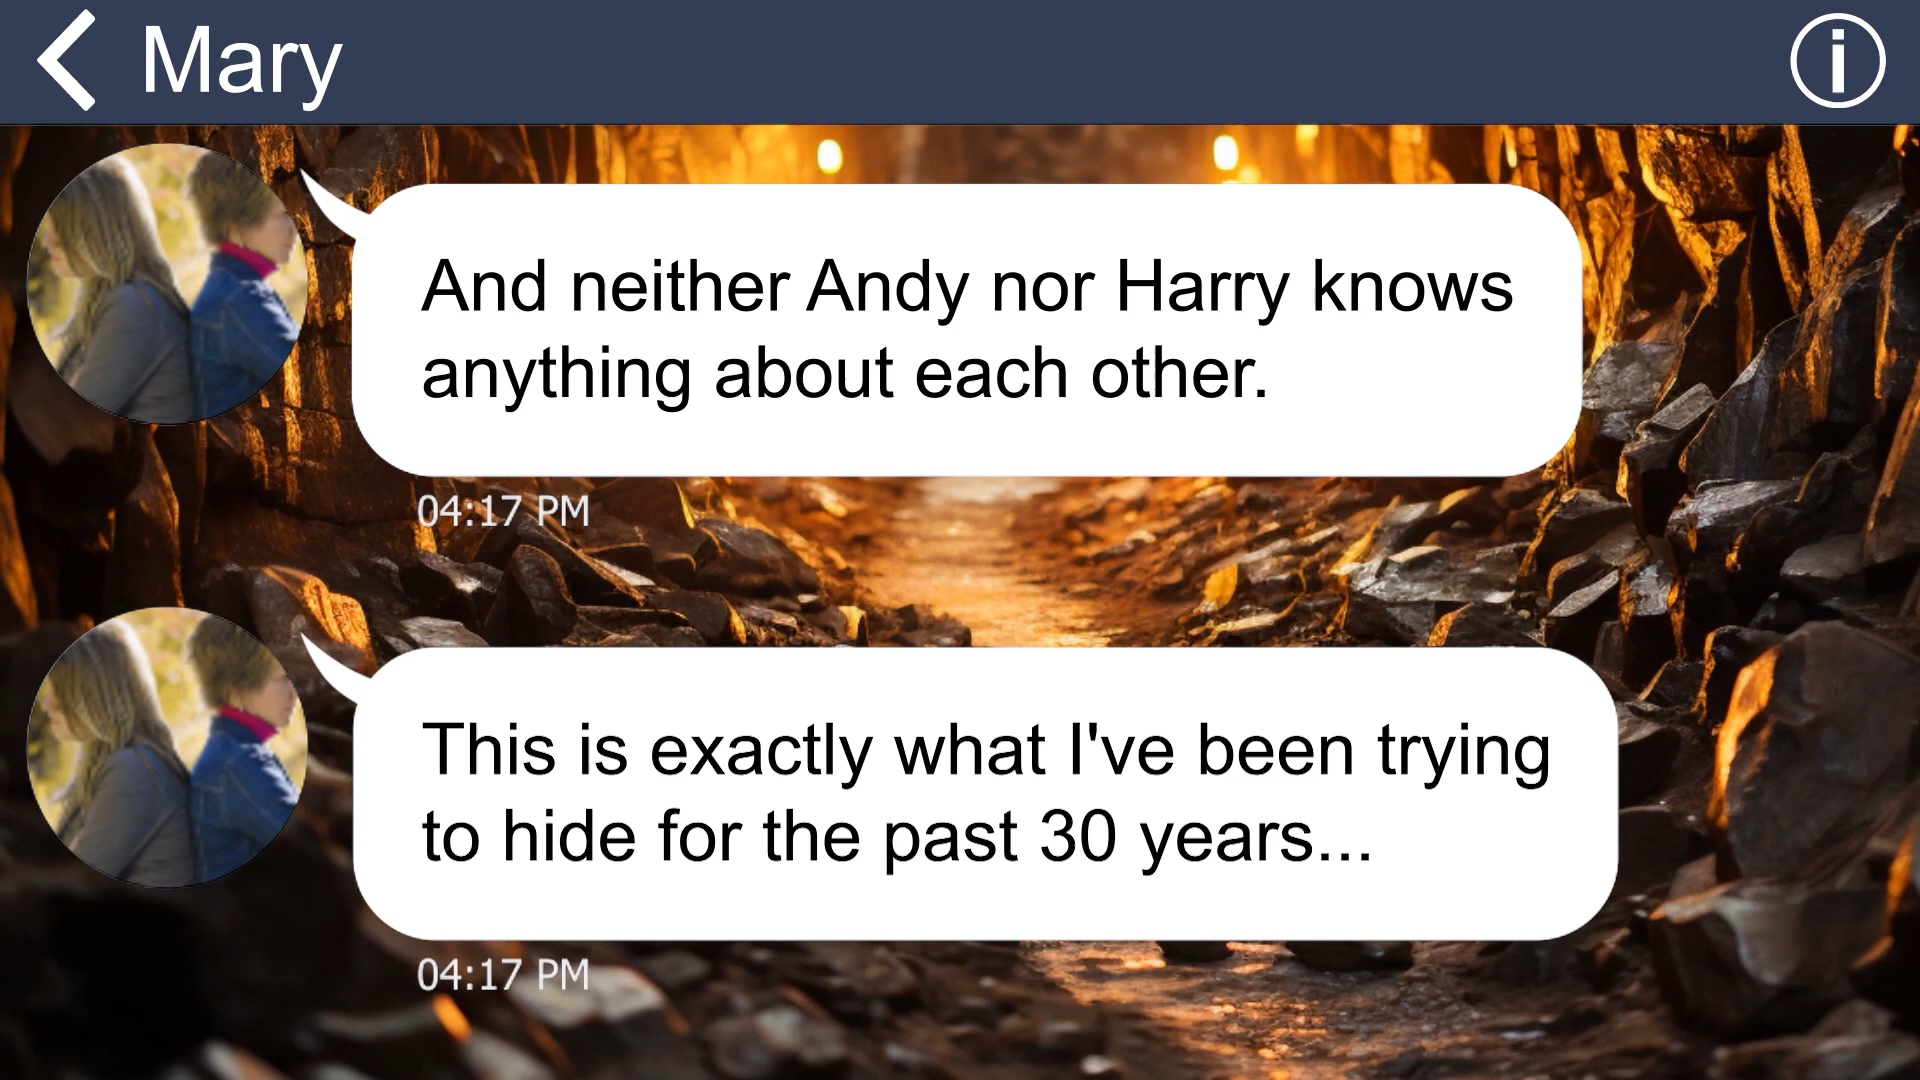 Mary
And neither Andy nor Harry knows
anything about each other.
04:17 PM
This is exactly what I've been trying
to hide for the past 30 years...
04:17 PM